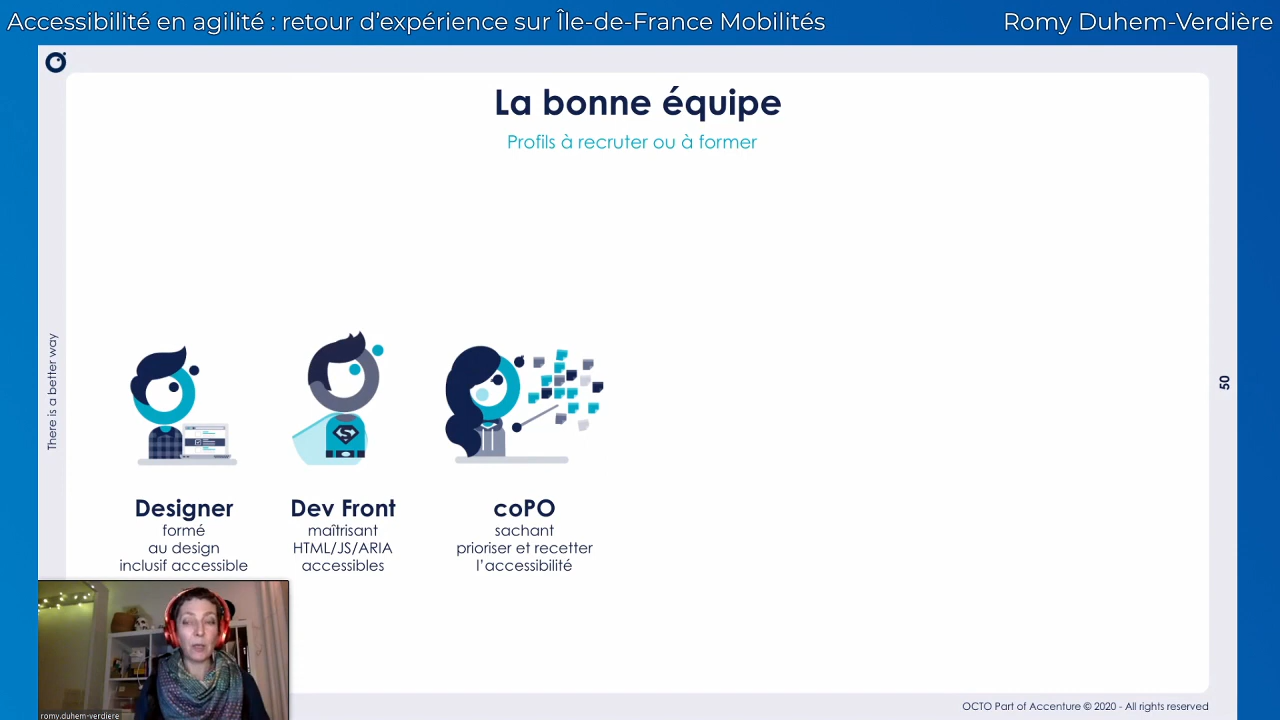 Accessibilité en agilité : retour d’expérience sur Île-de-France Mobilités
Romy Duhem-Verdière
La bonne équipe
Profils à recruter ou à former
There is a better way
50
Designer
formé
au design
inclusif accessible
Dev Front
maîtrisant
HTML/JS/ARIA
accessibles
coPO
sachant
prioriser et recetter
l’accessibilité
romy.duhem-verdiere
OCTO Part of Accenture © 2020 - All rights reserved